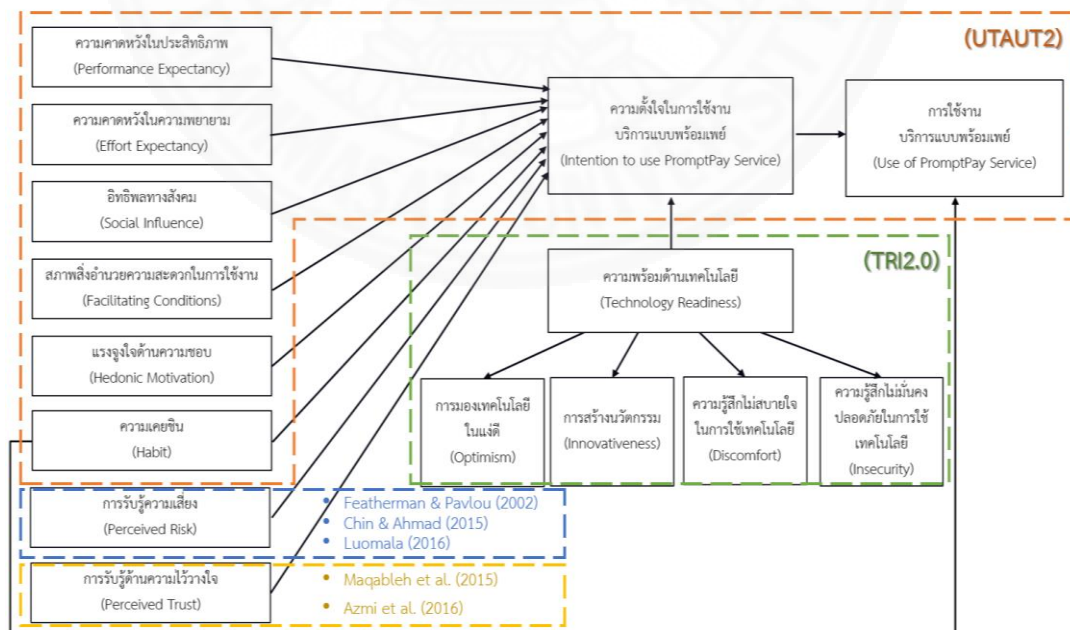 (UTAUT2)
ความคาดหวังในประสิทธิภาพ
(Performance Expectancy)
ความคาดหวังในความพยายาม
(Effort Expectancy)
อิทธิพลทางสังคม
(Social Influence)
สภาพสิ่งอำนวยความสะดวกในการใช้งาน
(Facilitating Conditions)
แรงจูงใจด้านความชอบ
(Hedonic Motivation)
ความเคยชิน
(Habit)
การรับรู้ความเสี่ยง
(Perceived Risk)
การรับรู้ด้านความไว้วางใจ
(Perceived Trust)
ความตั้งใจในการใช้งาน
บริการแบบพร้อมเพย์
(Intention to use PromptPay Service)
การใช้งาน
บริการแบบพร้อมเพย์
(Use of PromptPay Service)
(TRI2.0)
ความพร้อมด้านเทคโนโลยี
(Technology Readiness)
การมองเทคโนโลยี
ในแง่ดี
(Optimism)
การสร้างนวัตกรรม
(Innovativeness)
ความรู้สึกไม่สบายใจ
ในการใช้เทคโนโลยี
(Discomfort)
ความรู้สึกไม่มั่นคง
ปลอดภัยในการใช้
เทคโนโลยี
(Insecurity)
• Featherman & Pavlou (2002)
• Chin & Ahmad (2015)
• Luomala (2016)
• Maqableh et al. (2015)
• Azmi et al. (2016)